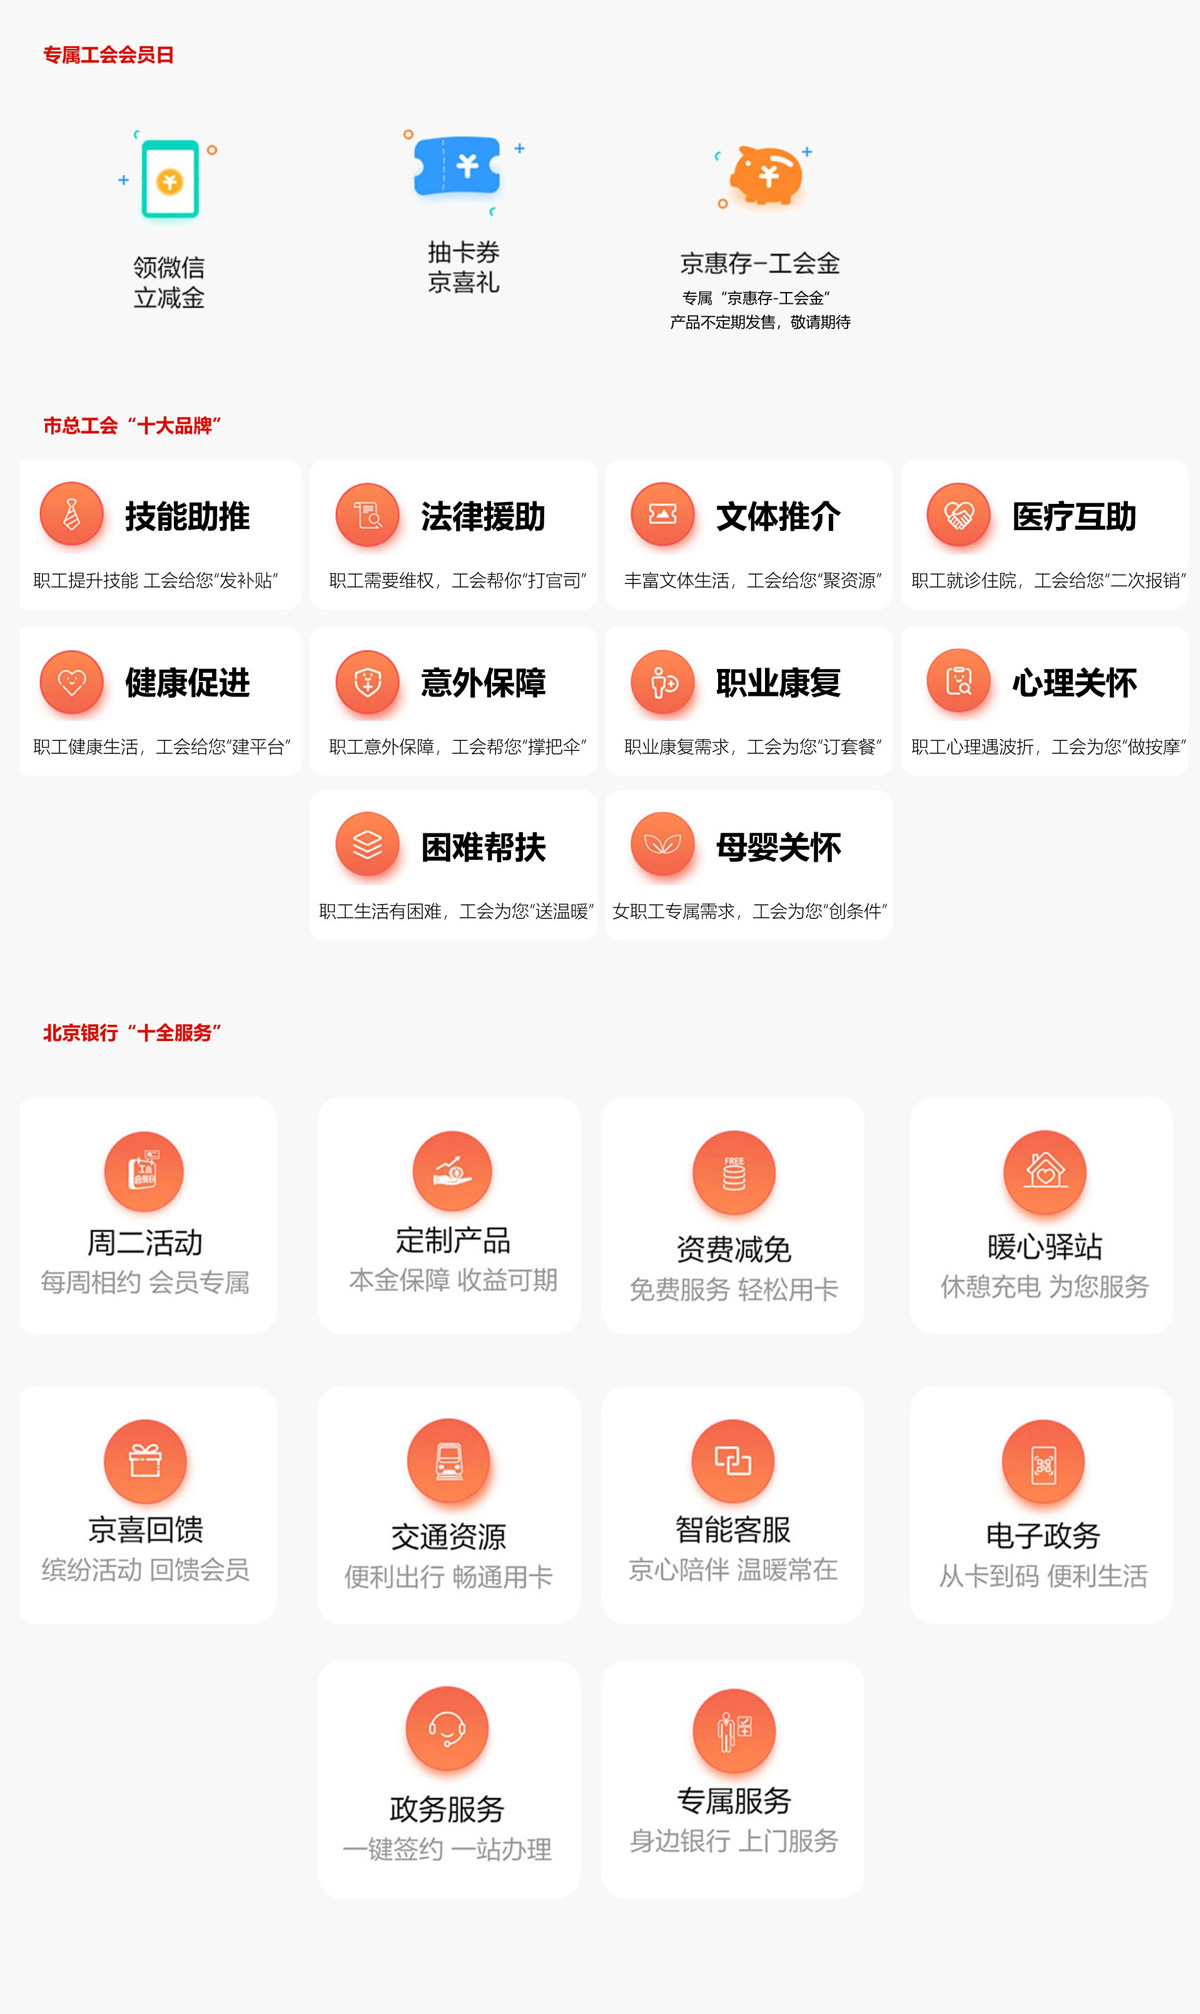 专属工会会员日
领微信
立减金
抽卡券
京喜礼
京惠存–工会金
专属“京惠存-工会金”
产品不定期发售，敬请期待
市总工会“十大品牌”
技能助推
职工提升技能 工会给您“发补贴”
法律援助
职工需要维权，工会帮你“打官司”
文体推介
丰富文体生活，工会给您“聚资源”
医疗互助
职工就诊住院，工会给您“二次报销”
健康促进
职工健康生活，工会给您“建平台”
意外保障
职工意外保障，工会帮您“撑把伞”
职业康复
职业康复需求，工会为您“订套餐”
心理关怀
职工心理遇波折，工会为您“做按摩”
困难帮扶
职工生活有困难，工会为您“送温暖”
母婴关怀
女职工专属需求，工会为您“创条件”
北京银行“十全服务”
工会
会员日
周二活动
每周相约 会员专属
定制产品
本金保障 收益可期
FREE
资费减免
免费服务 轻松用卡
暖心驿站
休憩充电 为您服务
京喜回馈
缤纷活动 回馈会员
交通资源
便利出行 畅通用卡
智能客服
京心陪伴 温暖常在
电子政务
从卡到码 便利生活
政务服务
一键签约 一站办理
专属服务
身边银行 上门服务